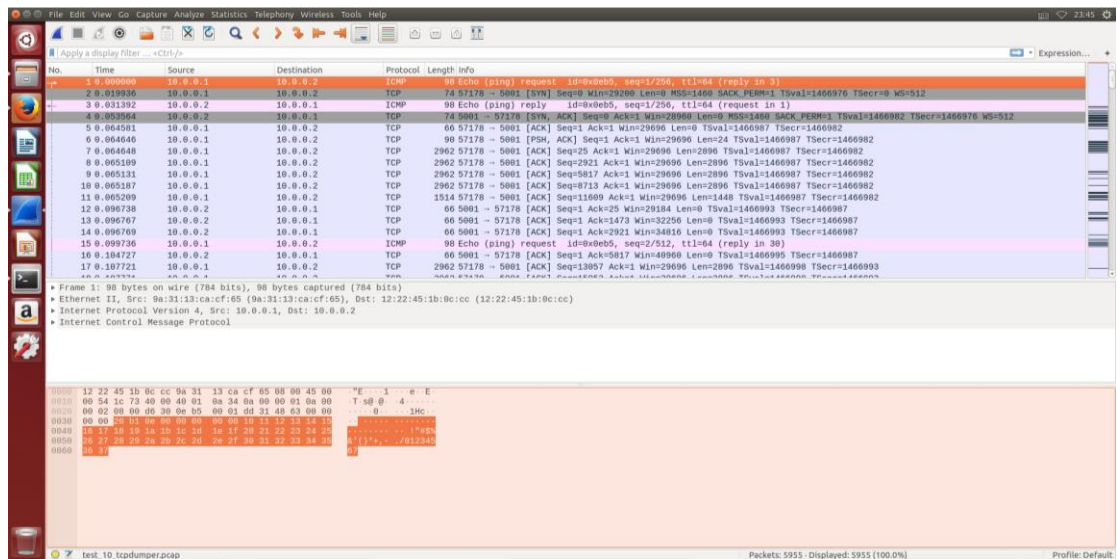 File Edit View Go Capture Analyze Statistics Telephony Wireless Tools Help 23:45
Apply a display filter ... <Ctrl-/> Expression... +
No. Time Source Destination Protocol Length Info
1 0.000000 10.0.0.1 10.0.0.2 ICMP 98 Echo (ping) request id=0x0eb5, seq=1/256, ttl=64 (reply in 3)
2 0.019936 10.0.0.1 10.0.0.2 TCP 74 57178 → 5001 [SYN] Seq=0 Win=29200 Len=0 MSS=1460 SACK_PERM=1 TSval=1466976 TSecr=0 WS=512
3 0.031392 10.0.0.2 10.0.0.1 ICMP 98 Echo (ping) reply id=0x0eb5, seq=1/256, ttl=64 (request in 1)
4 0.053564 10.0.0.2 10.0.0.1 TCP 74 5001 → 57178 [SYN, ACK] Seq=0 Ack=1 Win=28960 Len=0 MSS=1460 SACK_PERM=1 TSval=1466982 TSecr=1466976 WS=512
5 0.064581 10.0.0.1 10.0.0.2 TCP 66 57178 → 5001 [ACK] Seq=1 Ack=1 Win=29696 Len=0 TSval=1466987 TSecr=1466982
6 0.064646 10.0.0.1 10.0.0.2 TCP 90 57178 → 5001 [PSH, ACK] Seq=1 Ack=1 Win=29696 Len=24 TSval=1466987 TSecr=1466982
7 0.064648 10.0.0.1 10.0.0.2 TCP 2962 57178 → 5001 [ACK] Seq=25 Ack=1 Win=29696 Len=2896 TSval=1466987 TSecr=1466982
8 0.065109 10.0.0.1 10.0.0.2 TCP 2962 57178 → 5001 [ACK] Seq=2921 Ack=1 Win=29696 Len=2896 TSval=1466987 TSecr=1466982
9 0.065131 10.0.0.1 10.0.0.2 TCP 2962 57178 → 5001 [ACK] Seq=5817 Ack=1 Win=29696 Len=2896 TSval=1466987 TSecr=1466982
10 0.065187 10.0.0.1 10.0.0.2 TCP 2962 57178 → 5001 [ACK] Seq=8713 Ack=1 Win=29696 Len=2896 TSval=1466987 TSecr=1466982
11 0.065209 10.0.0.1 10.0.0.2 TCP 1514 57178 → 5001 [ACK] Seq=11609 Ack=1 Win=29696 Len=1448 TSval=1466987 TSecr=1466982
12 0.096738 10.0.0.2 10.0.0.1 TCP 66 5001 → 57178 [ACK] Seq=1 Ack=25 Win=29184 Len=0 TSval=1466993 TSecr=1466987
13 0.096767 10.0.0.2 10.0.0.1 TCP 66 5001 → 57178 [ACK] Seq=1 Ack=1473 Win=32256 Len=0 TSval=1466993 TSecr=1466987
14 0.096769 10.0.0.2 10.0.0.1 TCP 66 5001 → 57178 [ACK] Seq=1 Ack=2921 Win=34816 Len=0 TSval=1466993 TSecr=1466987
15 0.099736 10.0.0.1 10.0.0.2 ICMP 98 Echo (ping) request id=0x0eb5, seq=2/512, ttl=64 (reply in 30)
16 0.104727 10.0.0.2 10.0.0.1 TCP 66 5001 → 57178 [ACK] Seq=1 Ack=5817 Win=40960 Len=0 TSval=1466995 TSecr=1466987
17 0.107721 10.0.0.1 10.0.0.2 TCP 2962 57178 → 5001 [ACK] Seq=13057 Ack=1 Win=29696 Len=2896 TSval=1466998 TSecr=1466993
Frame 1: 98 bytes on wire (784 bits), 98 bytes captured (784 bits)
Ethernet II, Src: 9a:31:13:ca:cf:65 (9a:31:13:ca:cf:65), Dst: 12:22:45:1b:0c:cc (12:22:45:1b:0c:cc)
Internet Protocol Version 4, Src: 10.0.0.1, Dst: 10.0.0.2
Internet Control Message Protocol
0000 12 22 45 1b 0c cc 9a 31 13 ca cf 65 08 00 45 00 ·"E····1 ···e··E·
0010 00 54 1c 73 40 00 40 01 0a 34 0a 00 00 01 0a 00 ·T·s@·@· ·4······
0020 00 02 08 00 d6 30 0e b5 00 01 dd 31 48 63 00 00 ·····0·· ···1Hc··
0030 00 00 20 b1 0e 00 00 00 00 00 10 11 12 13 14 15
0040 16 17 18 19 1a 1b 1c 1d 1e 1f 20 21 22 23 24 25 ········ ·· !"#$%
0050 26 27 28 29 2a 2b 2c 2d 2e 2f 30 31 32 33 34 35 &'()*+,- ./012345
0060 36 37 67
test_10_tcpdumper.pcap Packets: 5955 · Displayed: 5955 (100.0%) Profile: Default